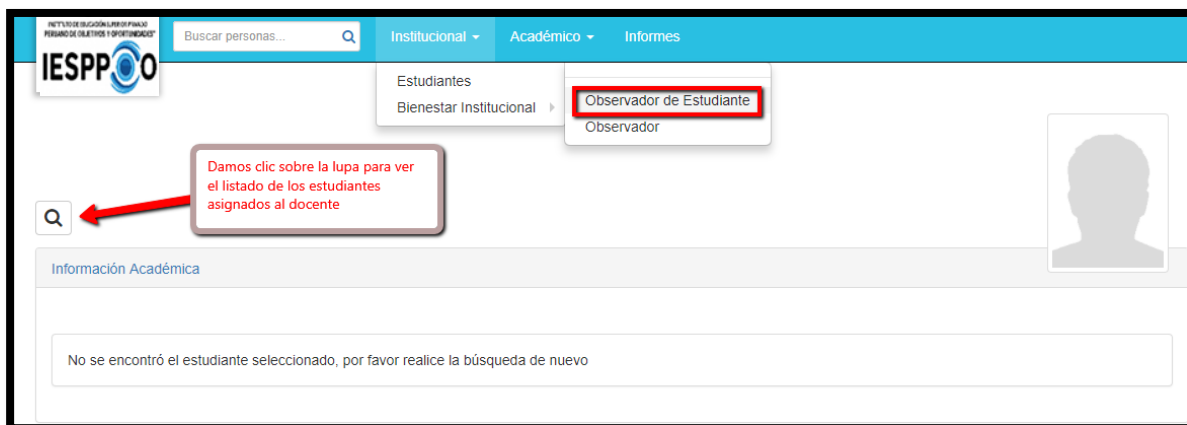 INSTITUTO DE EDUCACIÓN SUPERIOR PRIVADO
PERUANO DE OBJETIVOS Y OPORTUNIDADES"
IESPPOO
Buscar personas...
Institucional
Académico
Informes
Estudiantes
Bienestar Institucional
Observador de Estudiante
Observador
Damos clic sobre la lupa para ver
el listado de los estudiantes
asignados al docente
Información Académica
No se encontró el estudiante seleccionado, por favor realice la búsqueda de nuevo